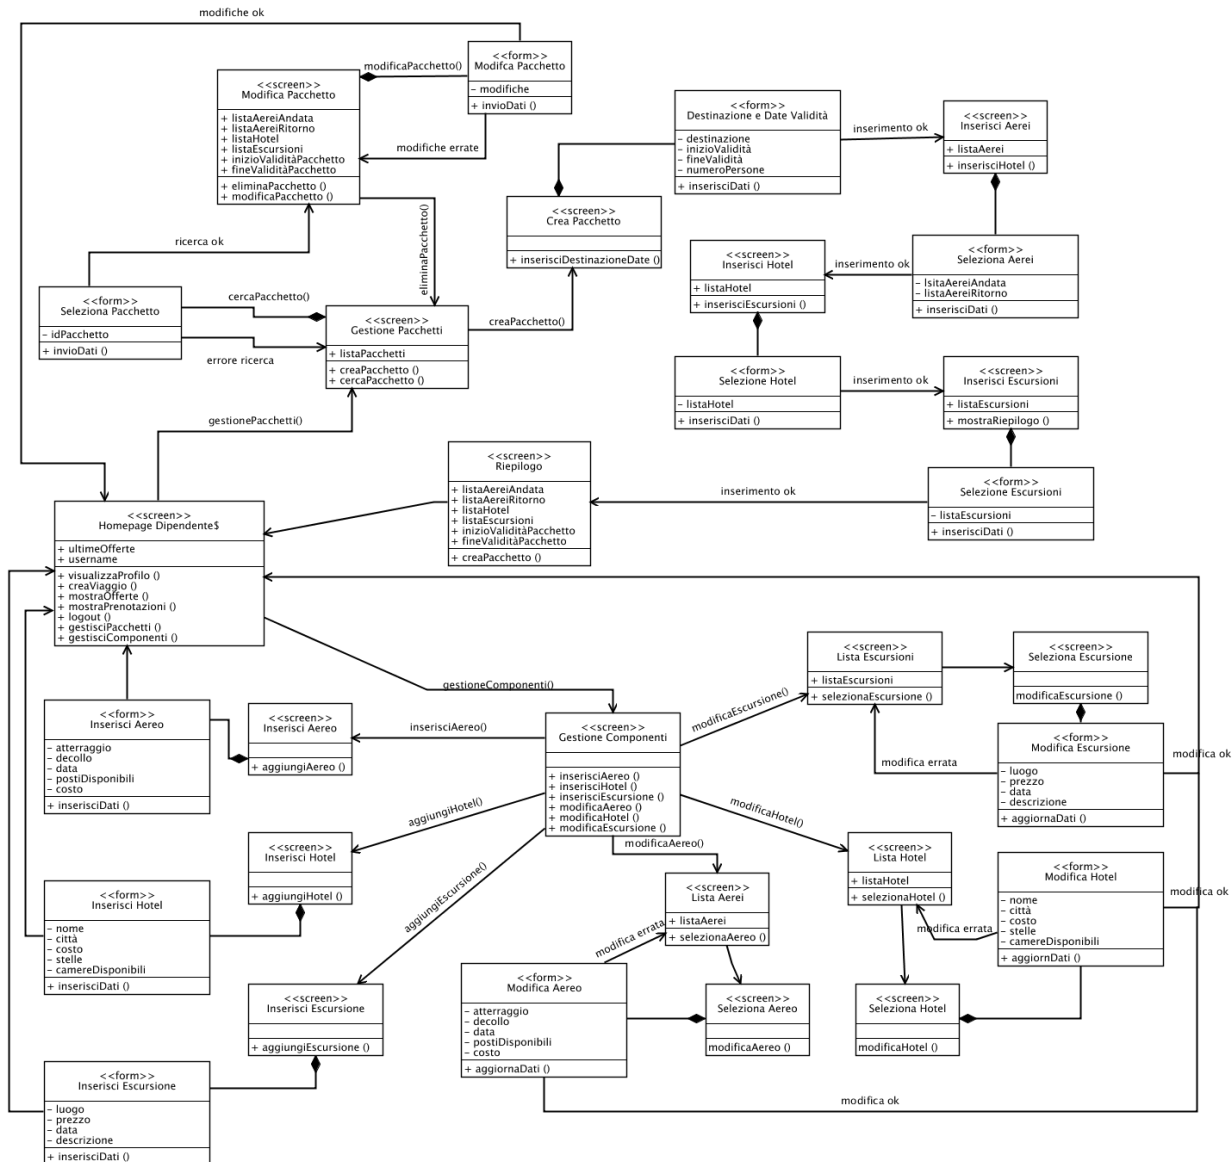 modifiche ok
<<form>>
Modifca Pacchetto
– modifiche
+ invioDati ()
modificaPacchetto()
<<screen>>
Modifica Pacchetto
+ listaAereiAndata
+ listaAereiRitorno
+ listaHotel
+ listaEscursioni
+ inizioValiditàPacchetto
+ fineValiditàPacchetto
+ eliminaPacchetto ()
+ modificaPacchetto ()
modifiche errate
<<form>>
Destinazione e Date Validità
– destinazione
– inizioValidità
– fineValidità
– numeroPersone
+ inserisciDati ()
inserimento ok
<<screen>>
Inserisci Aerei
+ listaAerei
+ inserisciHotel ()
<<screen>>
Crea Pacchetto
+ inserisciDestinazioneDate ()
ricerca ok
eliminaPacchetto()
<<screen>>
Inserisci Hotel
+ listaHotel
+ inserisciEscursioni ()
inserimento ok
<<form>>
Seleziona Aerei
– lsitaAereiAndata
– listaAereiRitorno
+ inserisciDati ()
<<form>>
Seleziona Pacchetto
– idPacchetto
+ invioDati ()
cercaPacchetto()
errore ricerca
<<screen>>
Gestione Pacchetti
+ listaPacchetti
+ creaPacchetto ()
+ cercaPacchetto ()
creaPacchetto()
<<form>>
Selezione Hotel
– listaHotel
+ inserisciDati ()
inserimento ok
<<screen>>
Inserisci Escursioni
+ listaEscursioni
+ mostraRiepilogo ()
gestionePacchetti()
<<screen>>
Riepilogo
+ listaAereiAndata
+ listaAereiRitorno
+ listaHotel
+ listaEscursioni
+ inizioValiditàPacchetto
+ fineValiditàPacchetto
+ creaPacchetto ()
inserimento ok
<<form>>
Selezione Escursioni
– listaEscursioni
+ inserisciDati ()
<<screen>>
Homepage Dipendente$
+ ultimeOfferte
+ username
+ visualizzaProfilo ()
+ creaViaggio ()
+ mostraOfferte ()
+ mostraPrenotazioni ()
+ logout ()
+ gestisciPacchetti ()
+ gestisciComponenti ()
gestioneComponenti()
<<screen>>
Lista Escursioni
+ listaEscursioni
+ selezionaEscursione ()
<<screen>>
Seleziona Escursione
modificaEscursione ()
<<form>>
Inserisci Aereo
– atterraggio
– decollo
– data
– postiDisponibili
– costo
+ inserisciDati ()
<<screen>>
Inserisci Aereo
+ aggiungiAereo ()
inserisciAereo()
<<screen>>
Gestione Componenti
+ inserisciAereo ()
+ inserisciHotel ()
+ inserisciEscursione ()
+ modificaAereo ()
+ modificaHotel ()
+ modificaEscursione ()
modificaEscursione()
modifica errata
<<form>>
Modifica Escursione
– luogo
– prezzo
– data
– descrizione
+ aggiornaDati ()
modifica ok
aggiungiHotel()
modificaHotel()
modificaAereo()
<<screen>>
Inserisci Hotel
+ aggiungiHotel ()
aggiungiEscursione()
<<screen>>
Lista Hotel
+ listaHotel
+ selezionaHotel ()
<<form>>
Modifica Hotel
– nome
– città
– costo
– stelle
– camereDisponibili
+ aggiornDati ()
modifica ok
modifica errata
<<screen>>
Lista Aerei
+ listaAerei
+ selezionaAereo ()
modifica errata
<<form>>
Inserisci Hotel
– nome
– città
– costo
– stelle
– camereDisponibili
+ inserisciDati ()
<<form>>
Modifica Aereo
– atterraggio
– decollo
– data
– postiDisponibili
– costo
+ aggiornaDati ()
<<screen>>
Seleziona Aereo
modificaAereo ()
<<screen>>
Seleziona Hotel
modificaHotel ()
<<screen>>
Inserisci Escursione
+ aggiungiEscursione ()
modifica ok
<<form>>
Inserisci Escursione
– luogo
– prezzo
– data
– descrizione
+ inserisciDati ()